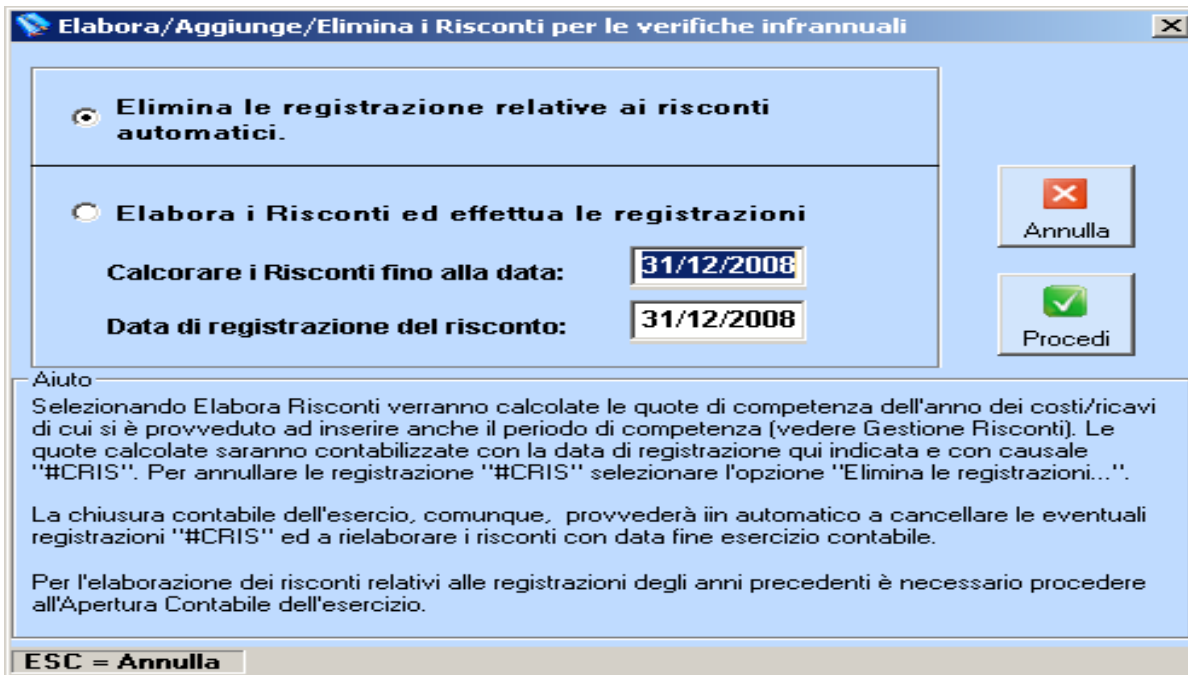 Elabora/Aggiunge/Elimina i Risconti per le verifiche infrannuali
Elimina le registrazione relative ai risconti
automatici.
Elabora i Risconti ed effettua le registrazioni
Calcorare i Risconti fino alla data:
31/12/2008
Data di registrazione del risconto:
31/12/2008
Annulla
Procedi
Aiuto
Selezionando Elabora Risconti verranno calcolate le quote di competenza dell'anno dei costi/ricavi
di cui si è provveduto ad inserire anche il periodo di competenza (vedere Gestione Risconti). Le
quote calcolate saranno contabilizzate con la data di registrazione qui indicata e con causale
"#CRIS". Per annullare le registrazione "#CRIS" selezionare l'opzione "Elimina le registrazioni...".
La chiusura contabile dell'esercio, comunque, provvederà iin automatico a cancellare le eventuali
registrazioni "#CRIS" ed a rielaborare i risconti con data fine esercizio contabile.
Per l'elaborazione dei risconti relativi alle registrazioni degli anni precedenti è necessario procedere
all'Apertura Contabile dell'esercizio.
ESC = Annulla